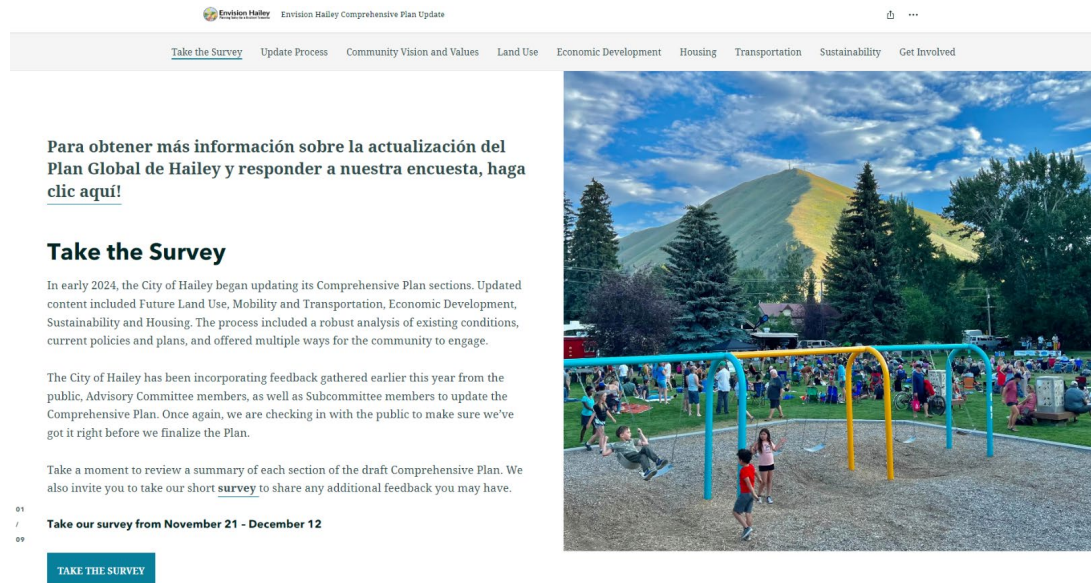 Envision Hailey
Envision Hailey Comprehensive Plan Update
Take the Survey Update Process Community Vision and Values Land Use Economic Development Housing Transportation Sustainability Get Involved
Para obtener más información sobre la actualización del
Plan Global de Hailey y responder a nuestra encuesta, haga
clic aquí!
Take the Survey
In early 2024, the City of Hailey began updating its Comprehensive Plan sections. Updated
content included Future Land Use, Mobility and Transportation, Economic Development,
Sustainability and Housing. The process included a robust analysis of existing conditions,
current policies and plans, and offered multiple ways for the community to engage.
The City of Hailey has been incorporating feedback gathered earlier this year from the
public, Advisory Committee members, as well as Subcommittee members to update the
Comprehensive Plan. Once again, we are checking in with the public to make sure we've
got it right before we finalize the Plan.
Take a moment to review a summary of each section of the draft Comprehensive Plan. We
also invite you to take our short survey to share any additional feedback you may have.
01
/
09
Take our survey from November 21 - December 12
TAKE THE SURVEY